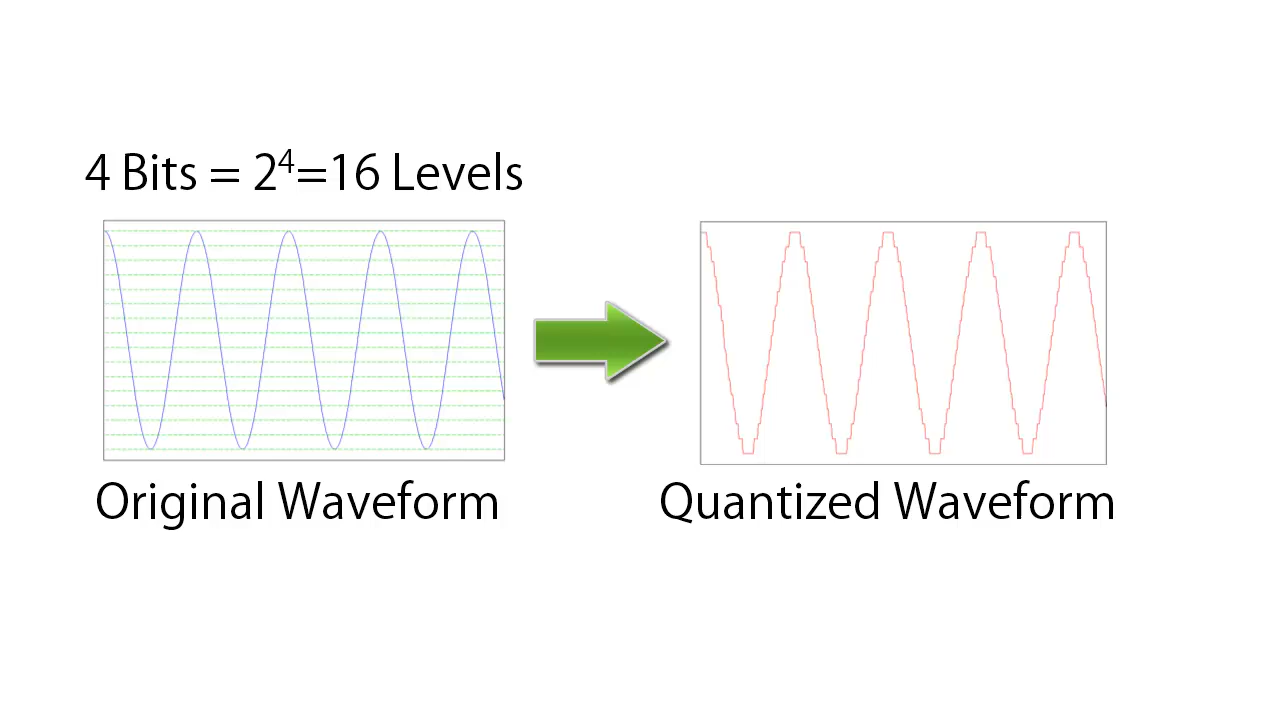 4 Bits = 2⁴=16 Levels
Original Waveform
Quantized Waveform